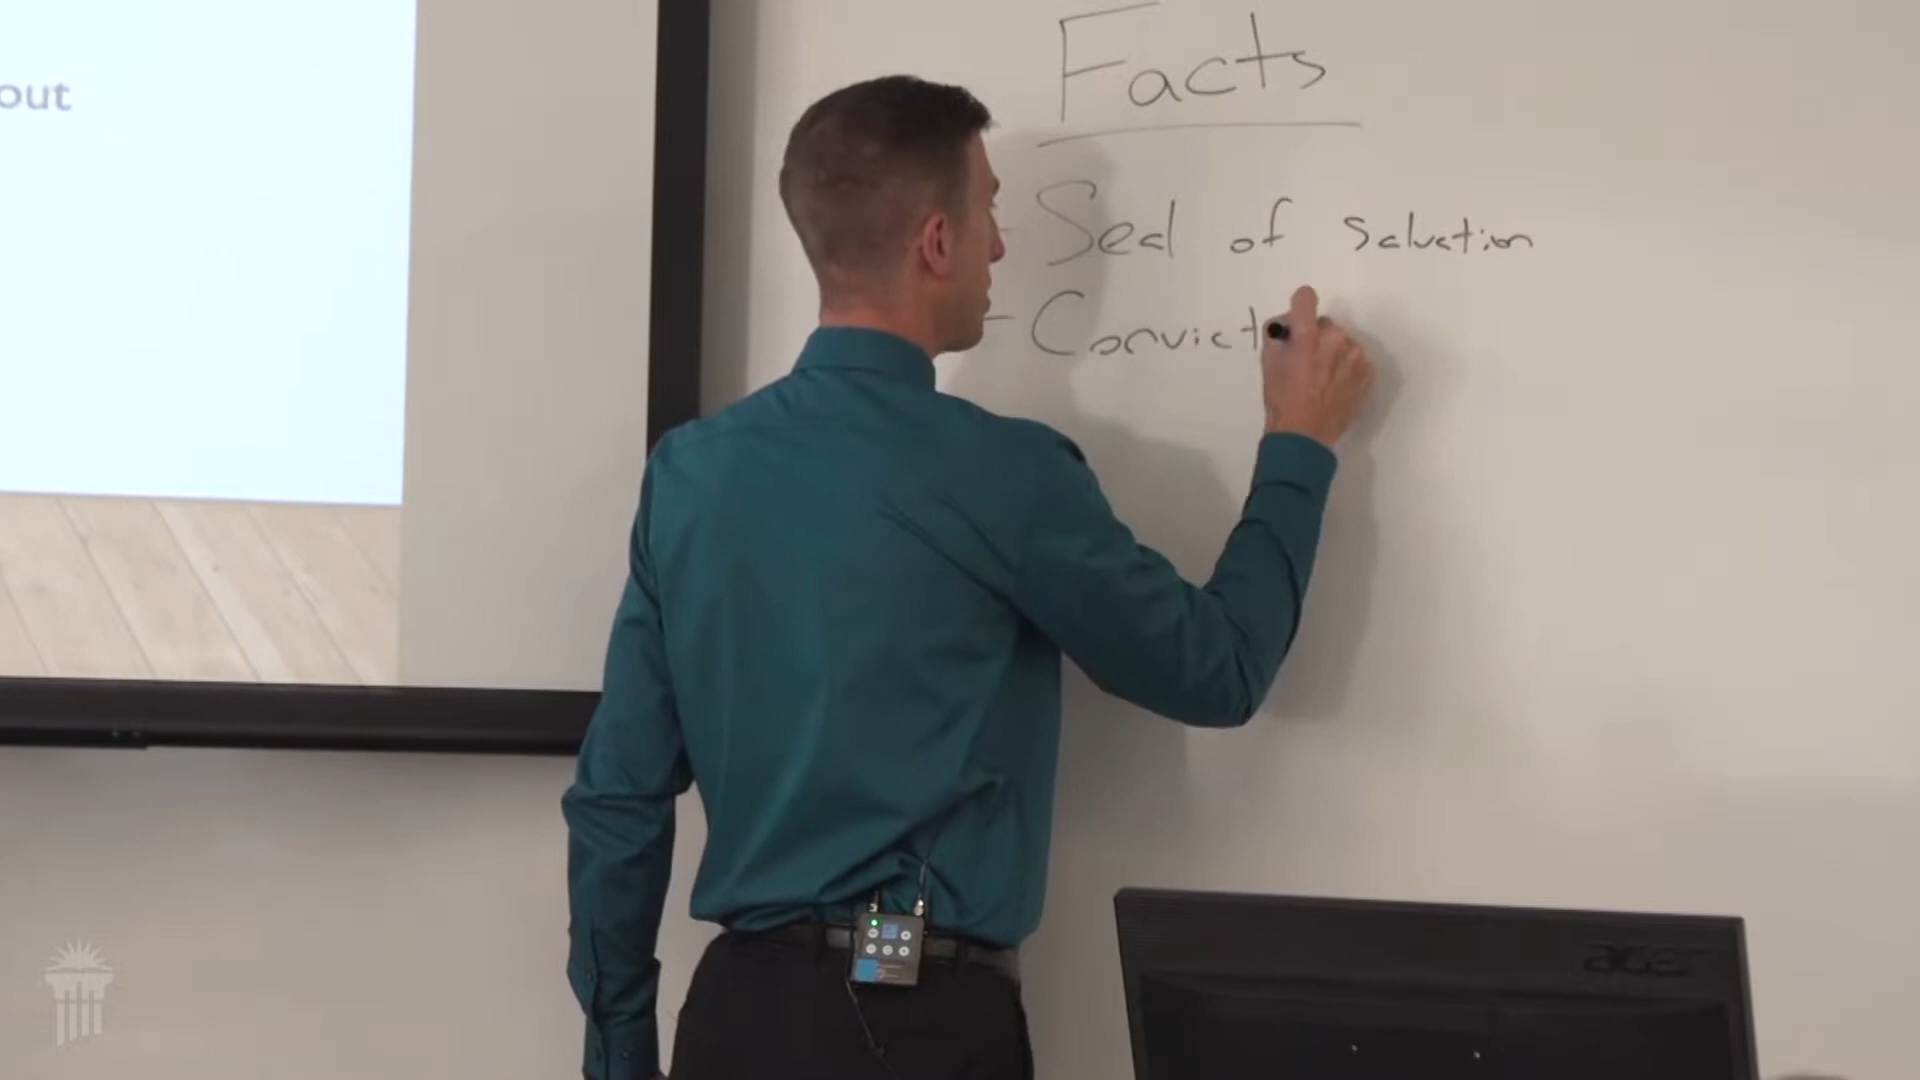 out
Facts
- Seal of Salvation
- Convict
acer